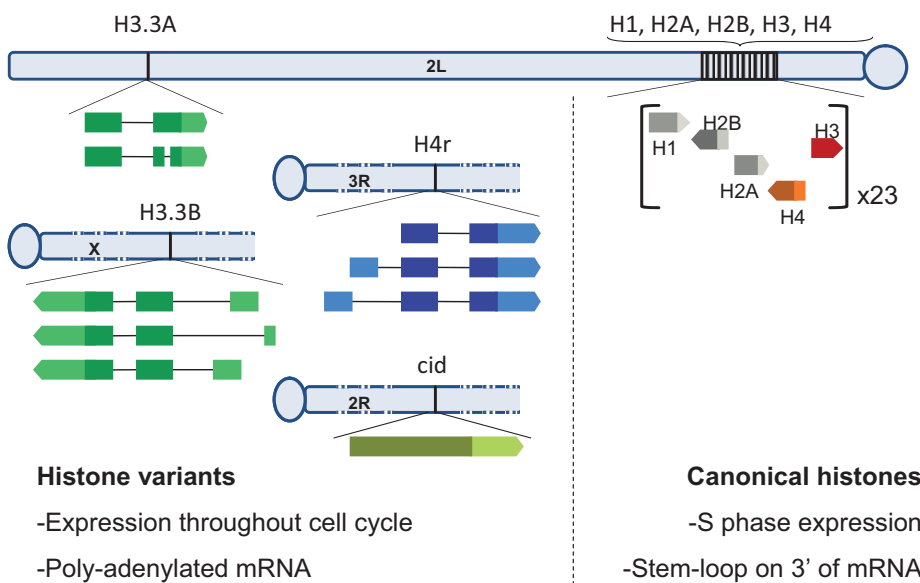 H3.3A
H1, H2A, H2B, H3, H4
2L
H2B
H3
H1
H2A
H4
x23
H4r
3R
H3.3B
X
cid
2R
Histone variants
-Expression throughout cell cycle
-Poly-adenylated mRNA
Canonical histones
-S phase expression
-Stem-loop on 3' of mRNA